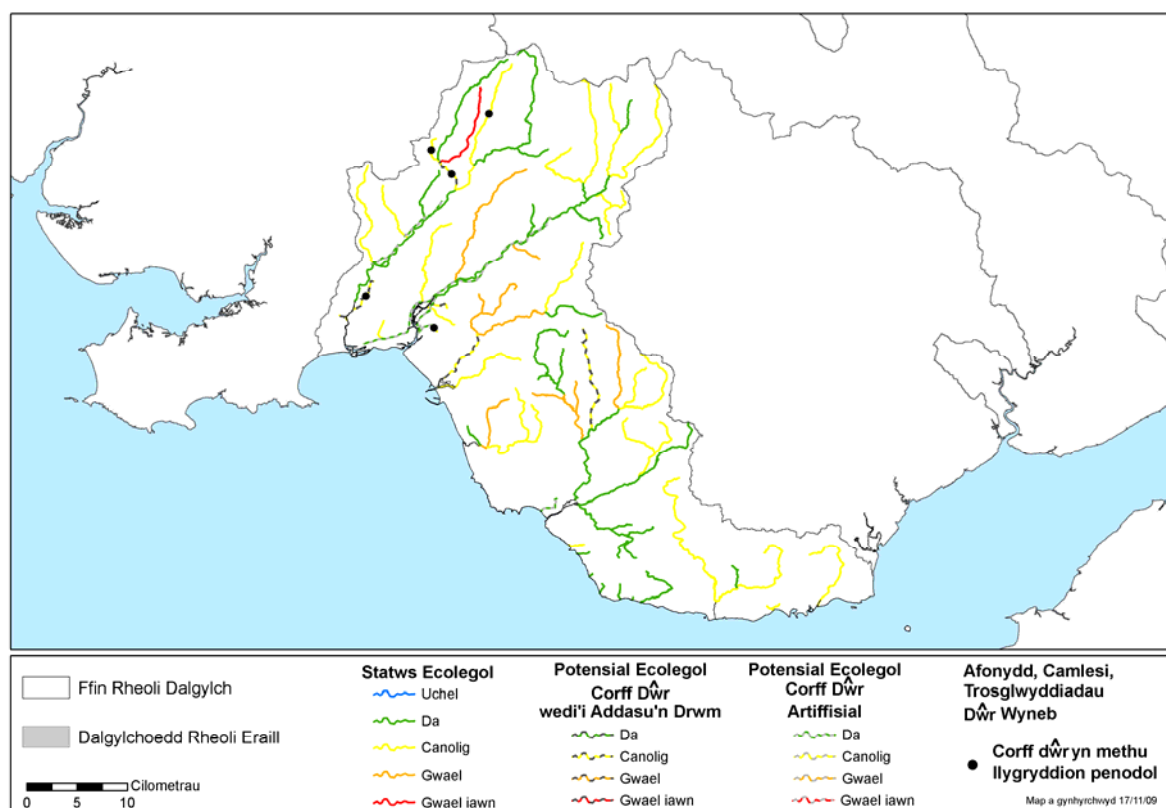 Ffin Rheoli Dalgylch
Dalgylchoedd Rheoli Eraill
Cilometrau
0 5 10
Statws Ecolegol
Uchel
Da
Canolig
Gwael
Gwael iawn
Potensial Ecolegol
Corff Dŵr
wedi'i Addasu'n Drwm
Da
Canolig
Gwael
Gwael iawn
Potensial Ecolegol
Corff Dŵr
Artiffisial
Da
Canolig
Gwael
Gwael iawn
Afonydd, Camlesi,
Trosglwyddiadau
Dŵr Wyneb
Corff dŵr yn methu
llygryddion penodol
Map a gynhyrchwyd 17/11/09